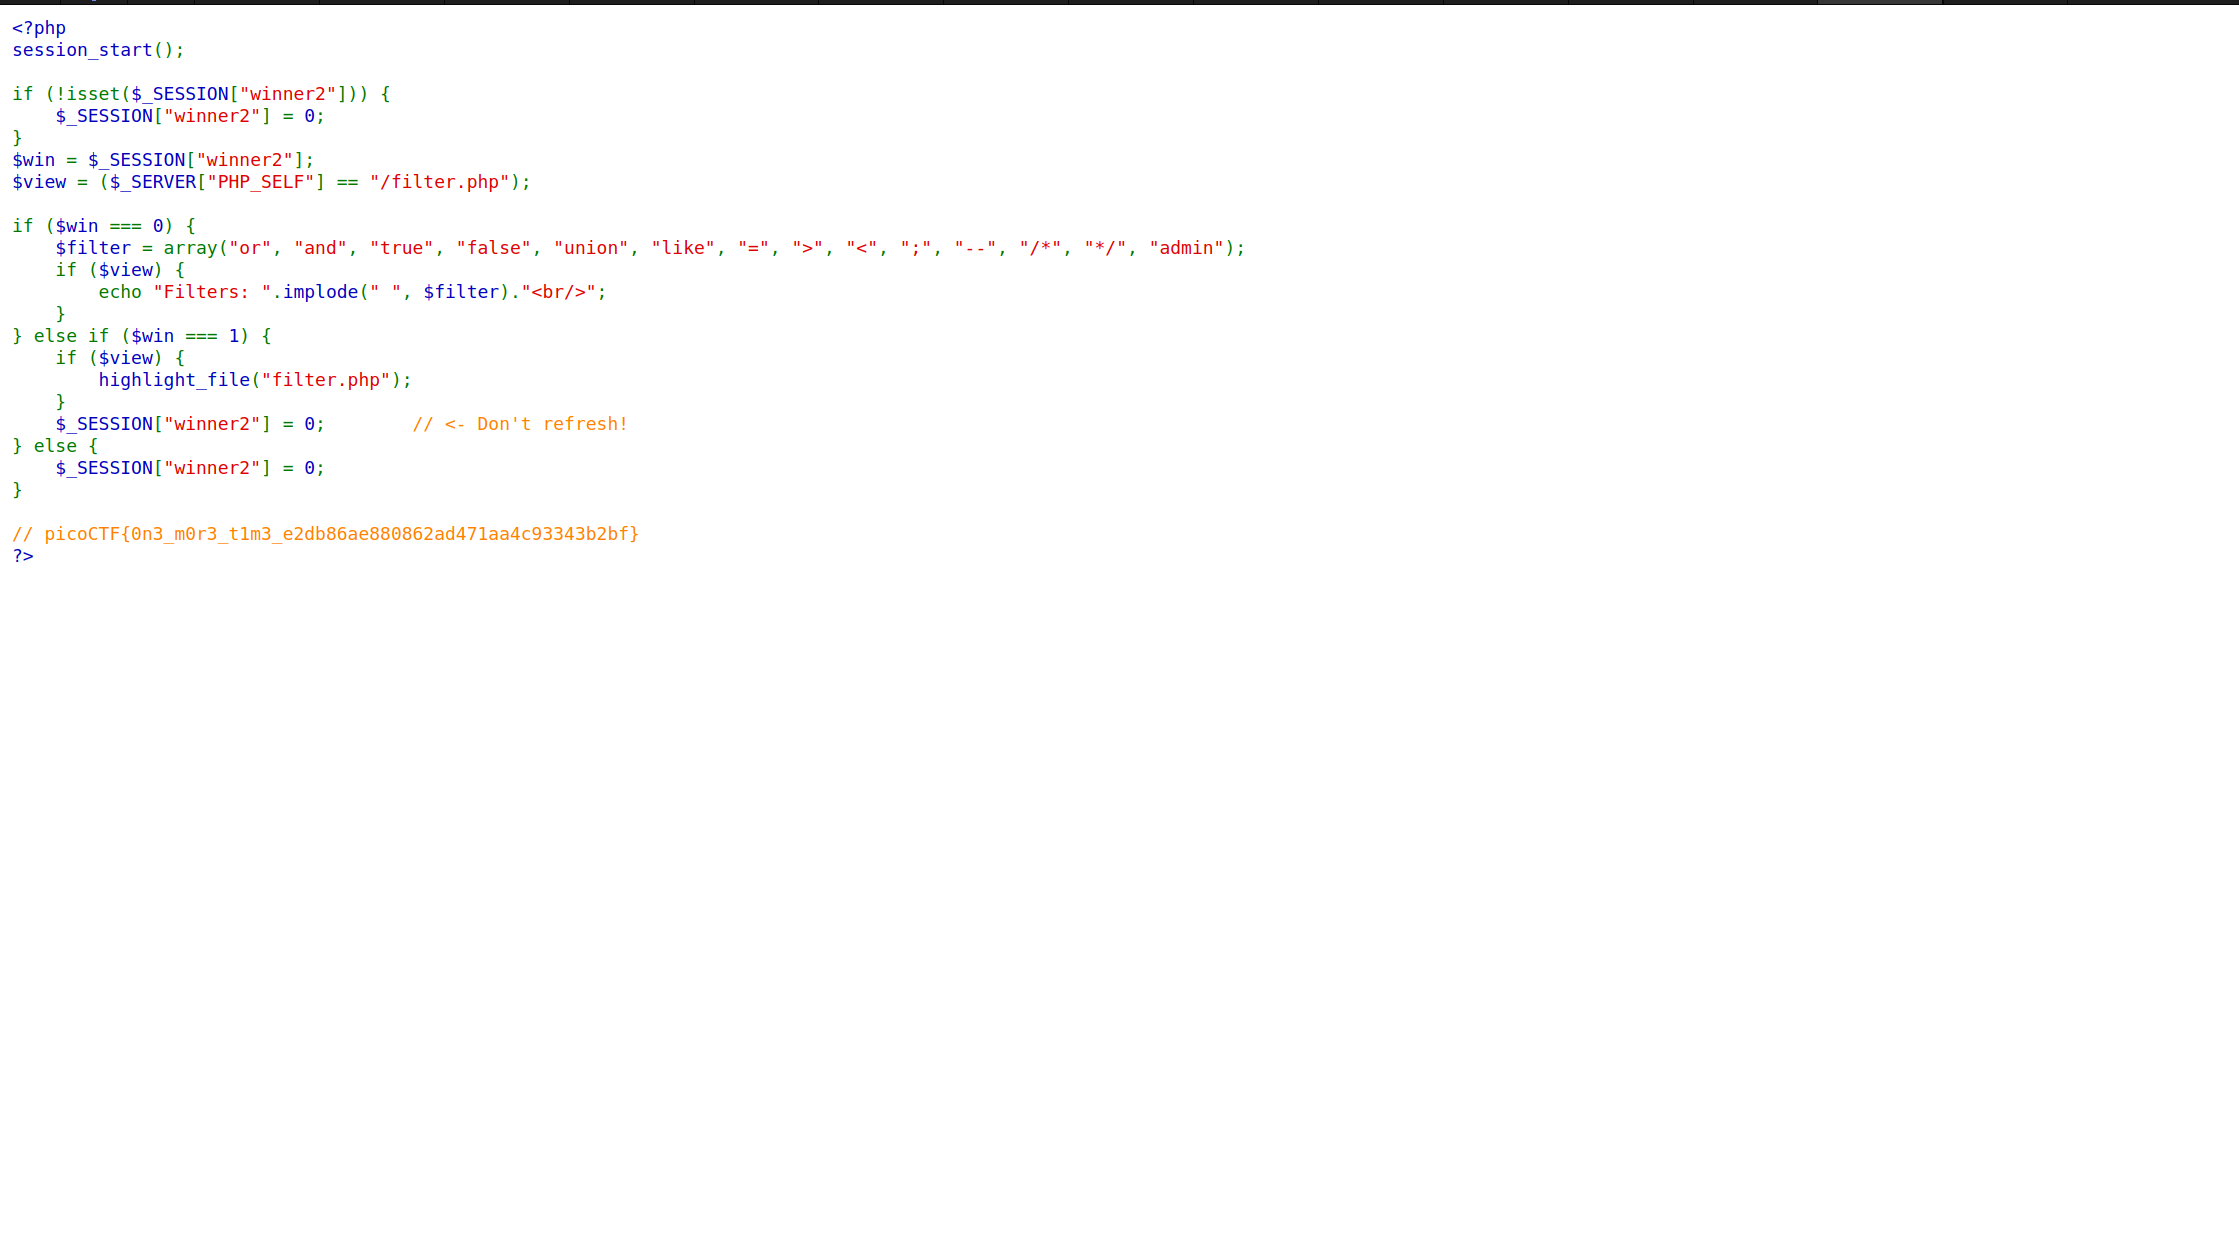 <?php
session_start();

if (!isset($_SESSION["winner2"])) {
    $_SESSION["winner2"] = 0;
}
$win = $_SESSION["winner2"];
$view = ($_SERVER["PHP_SELF"] == "/filter.php");

if ($win === 0) {
    $filter = array("or", "and", "true", "false", "union", "like", "=", ">", "<", ";", "--", "/*", "*/", "admin");
    if ($view) {
        echo "Filters: ".implode(" ", $filter)."<br/>";
    }
} else if ($win === 1) {
    if ($view) {
        highlight_file("filter.php");
    }
    $_SESSION["winner2"] = 0;        // <- Don't refresh!
} else {
    $_SESSION["winner2"] = 0;
}

// picoCTF{0n3_m0r3_t1m3_e2db86ae880862ad471aa4c93343b2bf}
?>